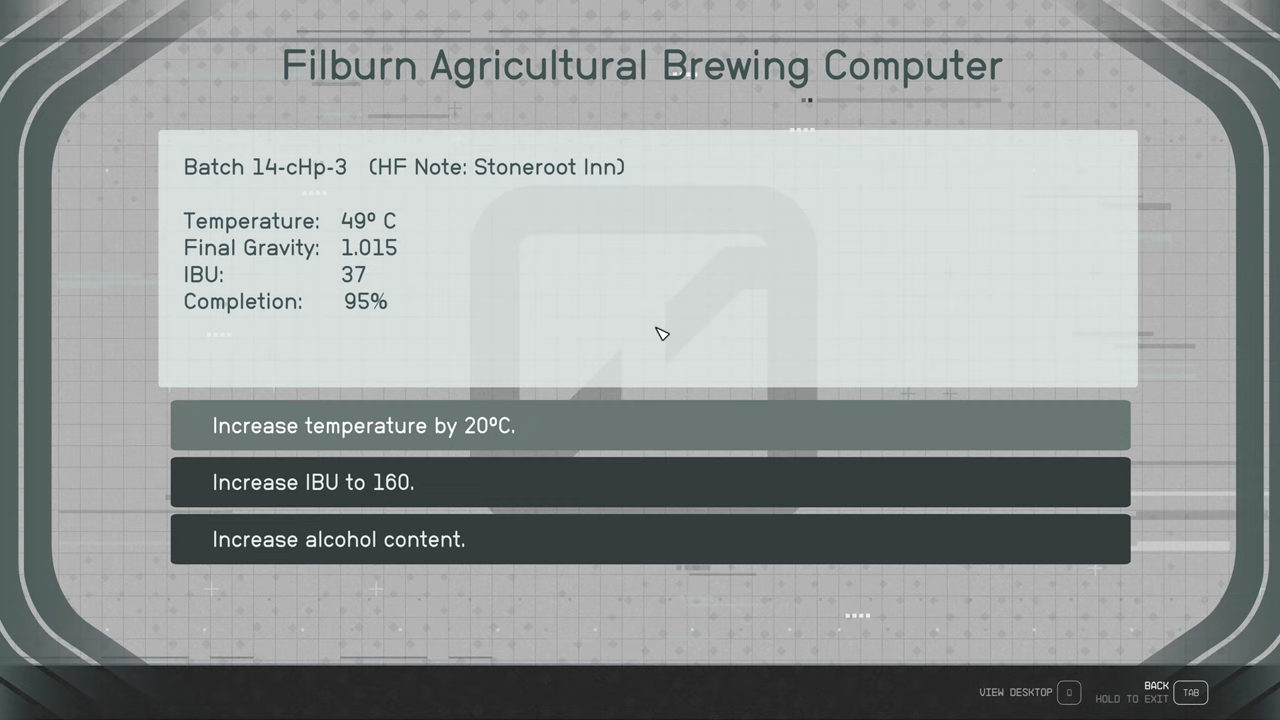 Filburn Agricultural Brewing Computer
Batch 14-cHp-3 (HF Note: Stoneroot Inn)
Temperature: 49º C
Final Gravity: 1.015
IBU: 37
Completion: 95%
Increase temperature by 20ºC.
Increase IBU to 160.
Increase alcohol content.
VIEW DESKTOP Q
BACK
HOLD TO EXIT TAB